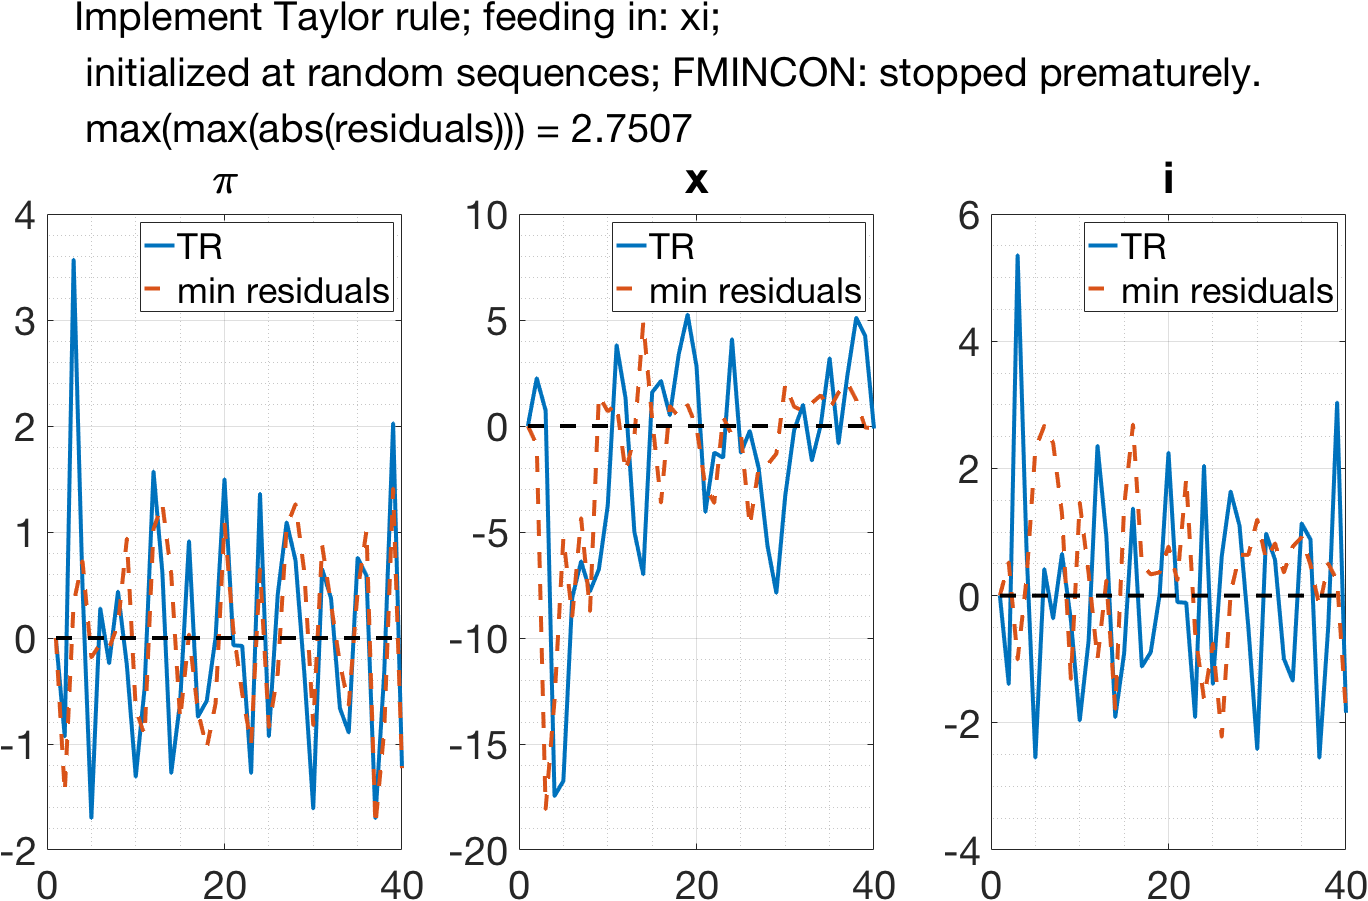 Implement Taylor rule; feeding in: xi;
initialized at random sequences; FMINCON: stopped prematurely.
max(max(abs(residuals))) = 2.7507
π
4
3
2
1
0
-1
-2
0
20
40
TR
min residuals
x
10
5
0
-5
-10
-15
-20
0
20
40
TR
min residuals
i
6
4
2
0
-2
-4
0
20
40
TR
min residuals